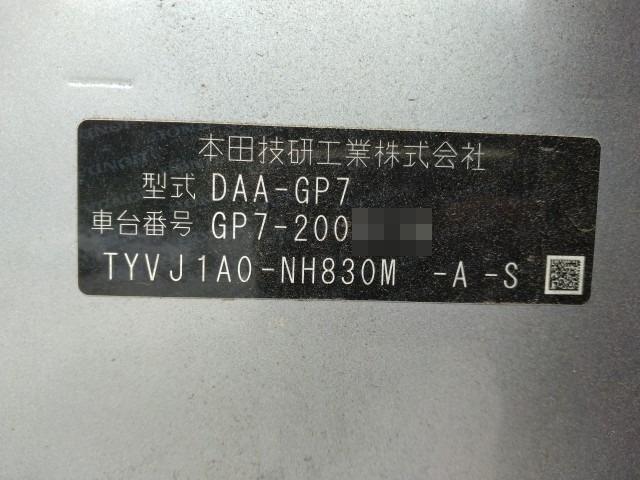 本田技研工業株式会社
型式 DAA-GP7
車台番号 GP7-200
TYVJ1A0-NH830M -A -S